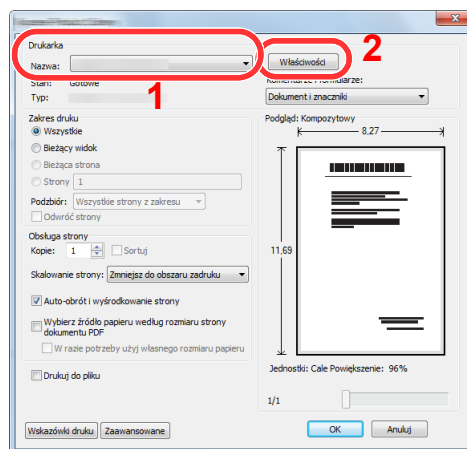 Drukarka
2
Nazwa:
Właściwości
Stan: Gotowe
Komentarze i formularze:
1
Typ:
Dokument i znaczniki
Zakres druku
Wszystkie
Bieżący widok
Bieżąca strona
Strony 1
Podzbiór: Wszystkie strony z zakresu
Odwróć strony
Podgląd: Kompozytowy
8,27
11,69
Obsługa strony
Kopie: 1 Sortuj
Skalowanie strony: Zmniejsz do obszaru zadruku
Auto-obrót i wyśrodkowanie strony
Wybierz źródło papieru według rozmiaru strony
dokumentu PDF
W razie potrzeby użyj własnego rozmiaru papieru
Drukuj do pliku
Jednostki: Cale Powiększenie: 96%
1/1
Wskazówki druku Zaawansowane
OK Anuluj